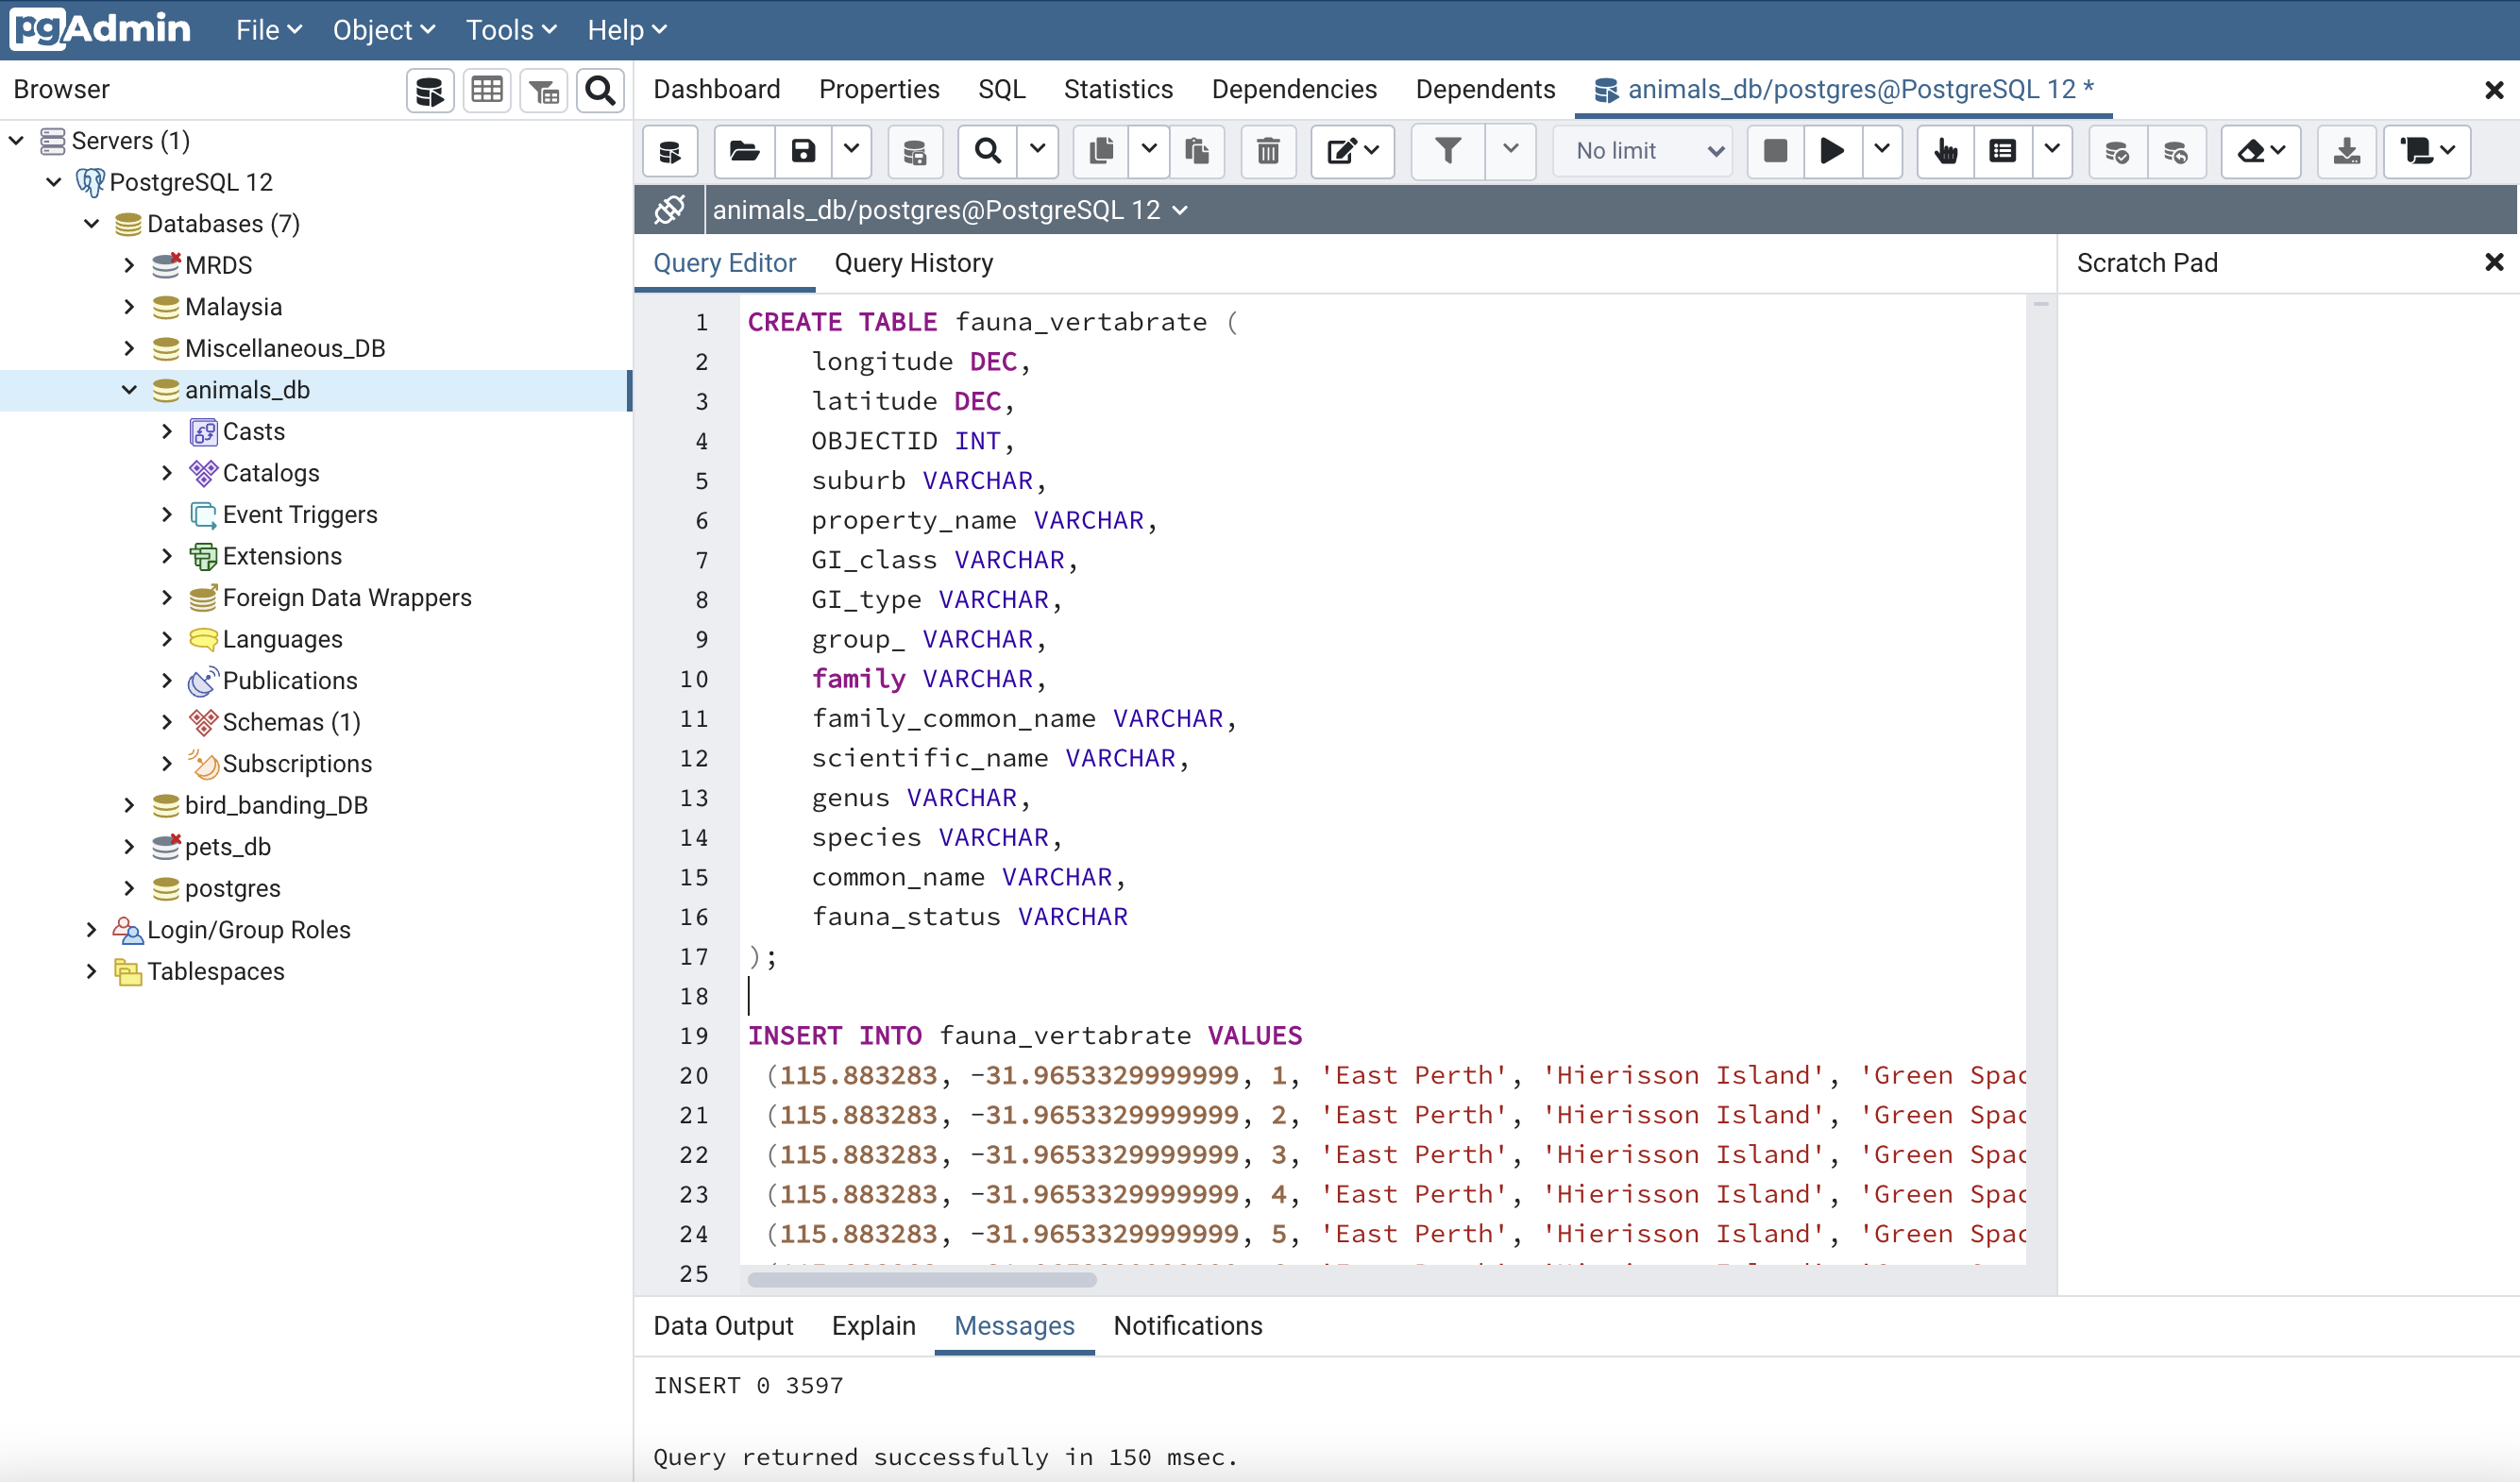 pgAdmin File Object Tools Help
Browser
Dashboard Properties SQL Statistics Dependencies Dependents animals_db/postgres@PostgreSQL 12 *
Servers (1)
PostgreSQL 12
Databases (7)
MRDS
Malaysia
Miscellaneous_DB
animals_db
Casts
Catalogs
Event Triggers
Extensions
Foreign Data Wrappers
Languages
Publications
Schemas (1)
Subscriptions
bird_banding_DB
pets_db
postgres
Login/Group Roles
Tablespaces
No limit
animals_db/postgres@PostgreSQL 12
Query Editor Query History
Scratch Pad
1 CREATE TABLE fauna_vertabrate (
2 longitude DEC,
3 latitude DEC,
4 OBJECTID INT,
5 suburb VARCHAR,
6 property_name VARCHAR,
7 GI_class VARCHAR,
8 GI_type VARCHAR,
9 group_ VARCHAR,
10 family VARCHAR,
11 family_common_name VARCHAR,
12 scientific_name VARCHAR,
13 genus VARCHAR,
14 species VARCHAR,
15 common_name VARCHAR,
16 fauna_status VARCHAR
17 );
18
19 INSERT INTO fauna_vertabrate VALUES
20 (115.883283, -31.9653329999999, 1, 'East Perth', 'Hierisson Island', 'Green Spac
21 (115.883283, -31.9653329999999, 2, 'East Perth', 'Hierisson Island', 'Green Spac
22 (115.883283, -31.9653329999999, 3, 'East Perth', 'Hierisson Island', 'Green Spac
23 (115.883283, -31.9653329999999, 4, 'East Perth', 'Hierisson Island', 'Green Spac
24 (115.883283, -31.9653329999999, 5, 'East Perth', 'Hierisson Island', 'Green Spac
25
Data Output Explain Messages Notifications
INSERT 0 3597
Query returned successfully in 150 msec.